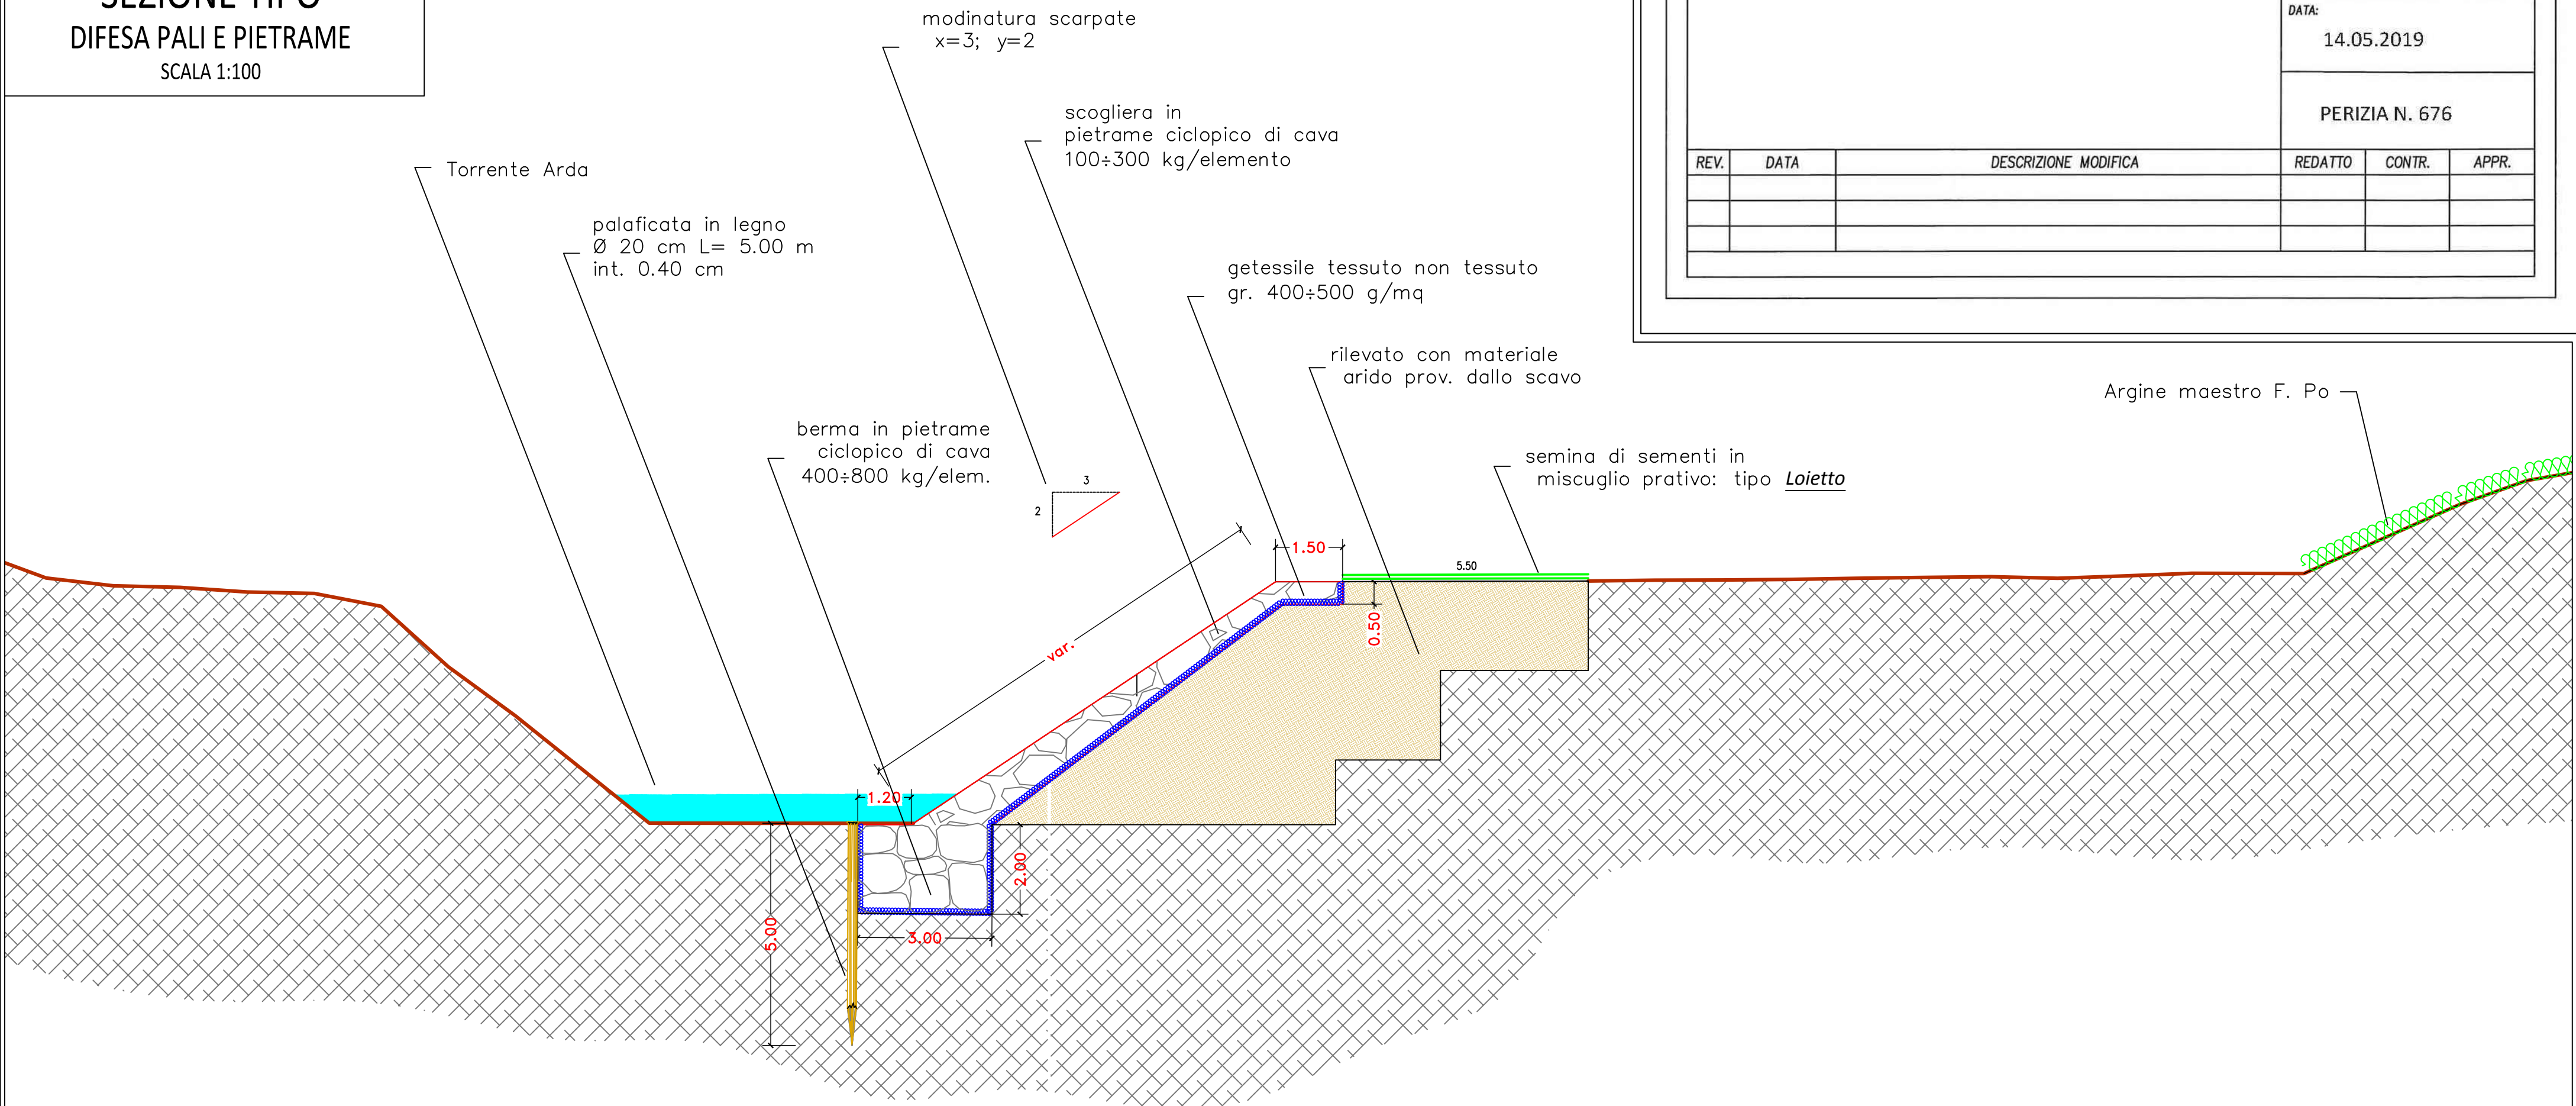 SEZIONE TIPO
DIFESA PALI E PIETRAME
SCALA 1:100
DATA:
14.05.2019
PERIZIA N. 676
REV. DATA DESCRIZIONE MODIFICA REDATTO CONTR. APPR.
modinatura scarpate
x=3; y=2
scogliera in
pietrame ciclopico di cava
100÷300 kg/elemento
Torrente Arda
palaficata in legno
Ø 20 cm L= 5.00 m
int. 0.40 cm
getessile tessuto non tessuto
gr. 400÷500 g/mq
rilevato con materiale
arido prov. dallo scavo
Argine maestro F. Po
berma in pietrame
ciclopico di cava
400÷800 kg/elem.
semina di sementi in
miscuglio prativo: tipo Loietto
3
2
1.50
5.50
0.50
var.
1.20
2.00
5.00
3.00